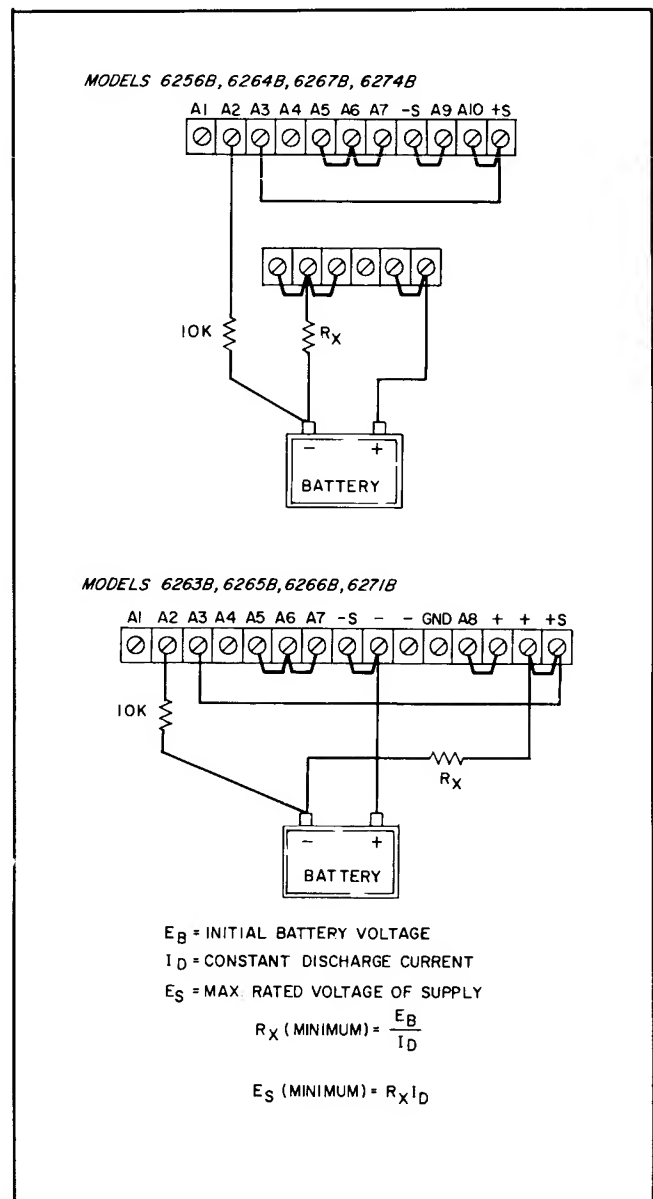 MODELS 6256B, 6264B, 6267B, 6274B
A1 A2 A3 A4 A5 A6 A7 -S A9 A10 +S
10K
RX
- +
BATTERY
MODELS 6263B, 6265B, 6266B, 6271B
A1 A2 A3 A4 A5 A6 A7 -S - - GND A8 + + +S
10K
RX
- +
BATTERY
EB = INITIAL BATTERY VOLTAGE
ID = CONSTANT DISCHARGE CURRENT
ES = MAX. RATED VOLTAGE OF SUPPLY
RX (MINIMUM) = EB / ID
ES (MINIMUM) = RXID